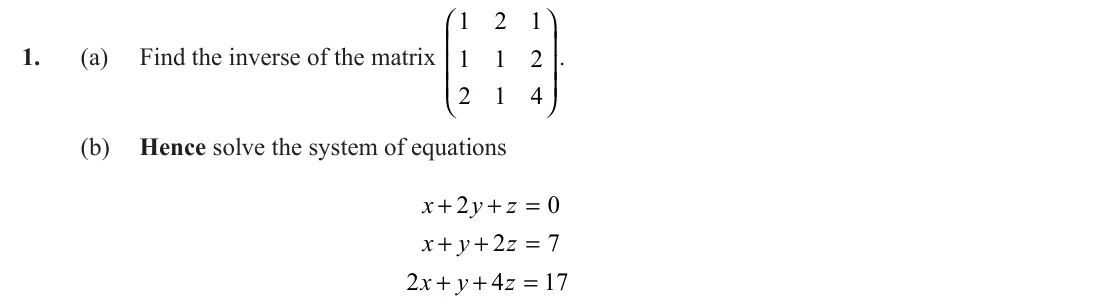 1. (a) Find the inverse of the matrix (1 2 1
1 1 2
2 1 4).
(b) Hence solve the system of equations
x+2y+z = 0
x+y+2z = 7
2x+y+4z = 17